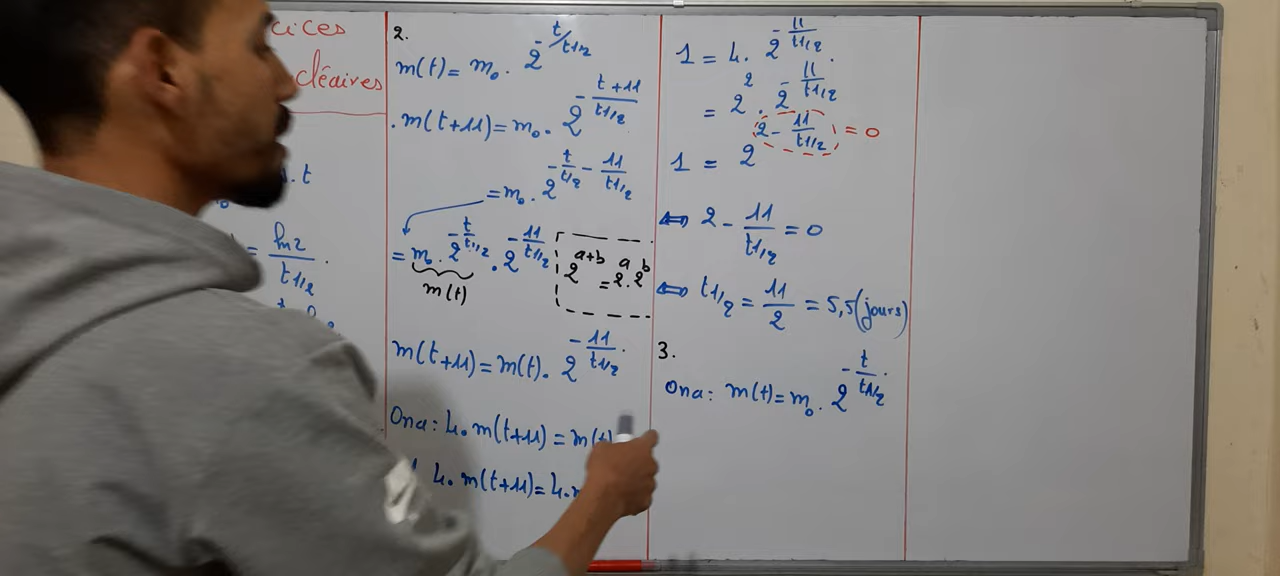 cices
cléaires
. t
= ln2 / t1/2 .
2.
m(t) = m₀ . 2^(-t/t1/2)
. m(t+11) = m₀ . 2^(-(t+11)/t1/2)
= m₀ . 2^(-t/t1/2 - 11/t1/2)
= m₀ . 2^(-t/t1/2) . 2^(-11/t1/2)
m(t)
2^(a+b) = 2^a . 2^b
m(t+11) = m(t) . 2^(-11/t1/2) .
Ona : 4 . m(t+11) = m(t)
4 . m(t+11) = 4 .
1 = 4 . 2^(-11/t1/2) .
= 2² . 2^(-11/t1/2)
1 = 2^(2 - 11/t1/2)
2 - 11/t1/2 = 0
⟺ 2 - 11/t1/2 = 0
⟺ t1/2 = 11/2 = 5,5 (jours)
3.
Ona : m(t) = m₀ . 2^(-t/t1/2) .